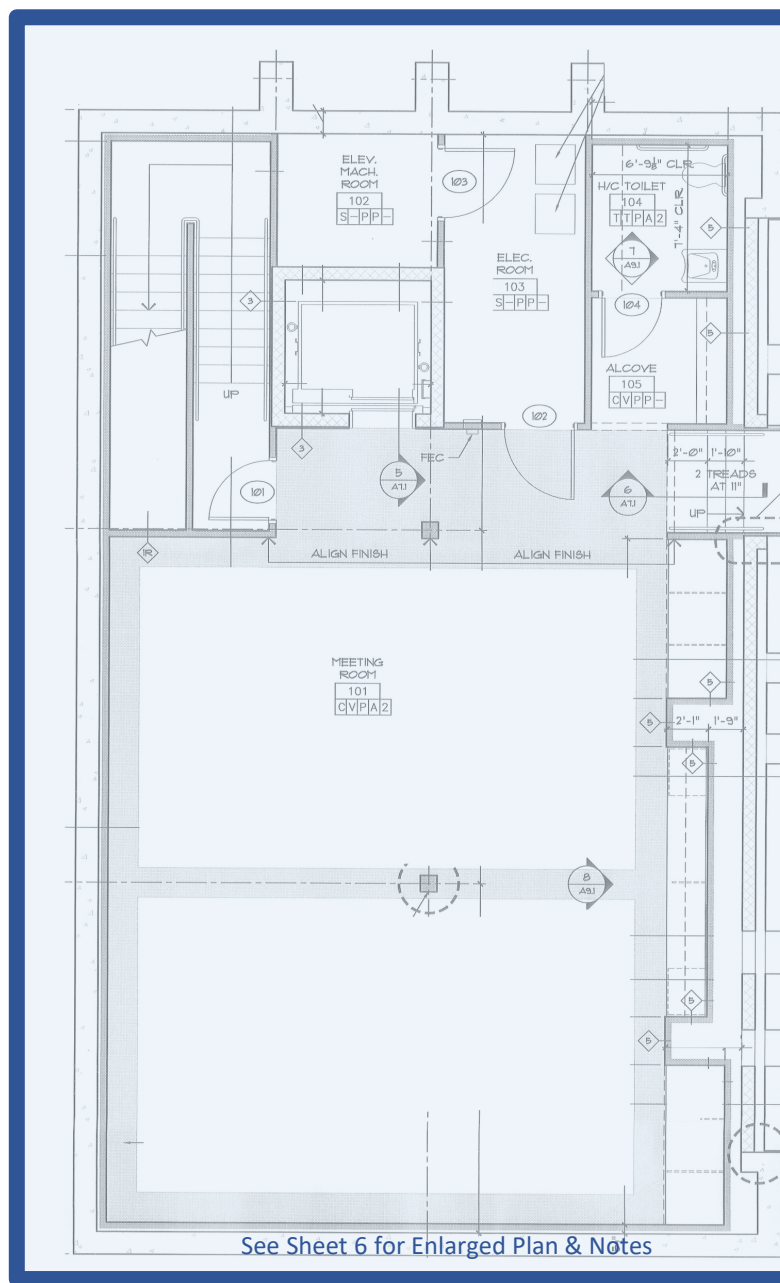 ELEV.
MACH.
ROOM
102
S-PP-
103
ELEC.
ROOM
103
S-PP-
6'-9⅛" CLR
H/C TOILET
104
TTPA2
7'-4" CLR
7
A9.1
5
104
3
UP
5
ALCOVE
105
CVPP-
102
FEC
3
5
A7.1
101
6
A7.1
2'-0"
1'-10"
2 TREADS
AT 11"
UP
1R
ALIGN FINISH
ALIGN FINISH
MEETING
ROOM
101
CVPA2
5
5
2'-1"
1'-9"
5
8
A9.1
5
5
See Sheet 6 for Enlarged Plan & Notes